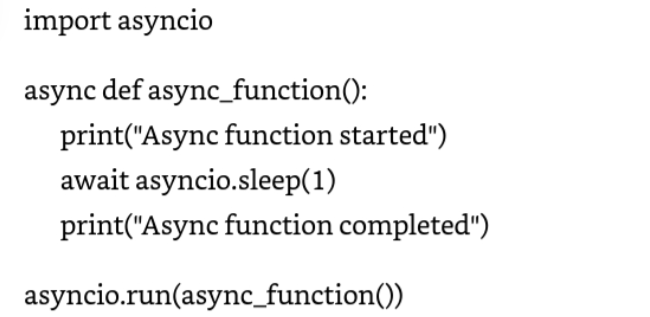 import asyncio
async def async_function():
print("Async function started")
await asyncio.sleep(1)
print("Async function completed")
asyncio.run(async_function())